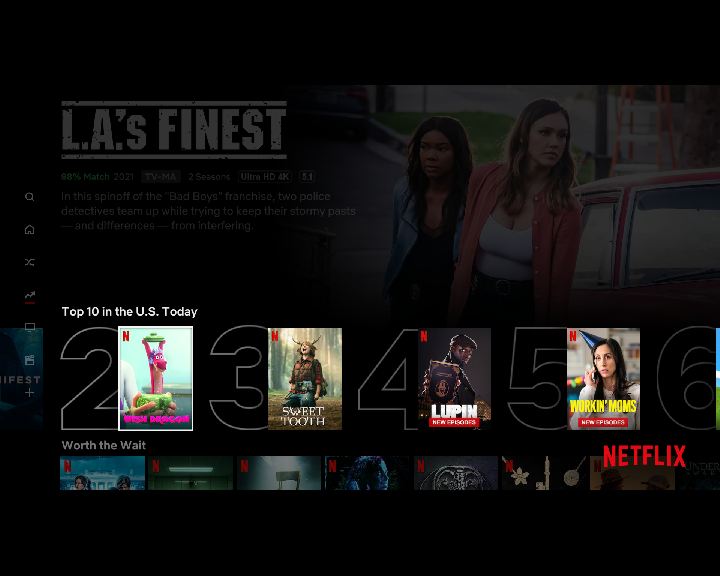 L.A.'s FINEST
98% Match 2021 TV-MA 2 Seasons Ultra HD 4K 5.1
In this spinoff of the "Bad Boys" franchise, two police
detectives team up while trying to keep their stormy pasts
— and differences — from interfering.
Top 10 in the U.S. Today
2 3 4 5 6
N N N N
IFEST
WISH DRAGON
SWEET
TOOTH
LUPIN
NEW EPISODES
WORKIN' MOMS
NEW EPISODES
Worth the Wait
NETFLIX
N N N N N N N